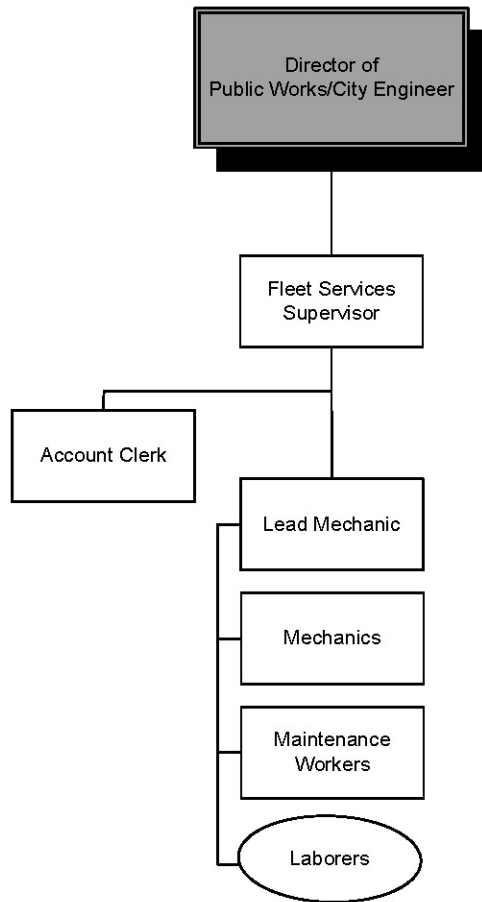 Director of
Public Works/City Engineer
Fleet Services
Supervisor
Account Clerk
Lead Mechanic
Mechanics
Maintenance
Workers
Laborers